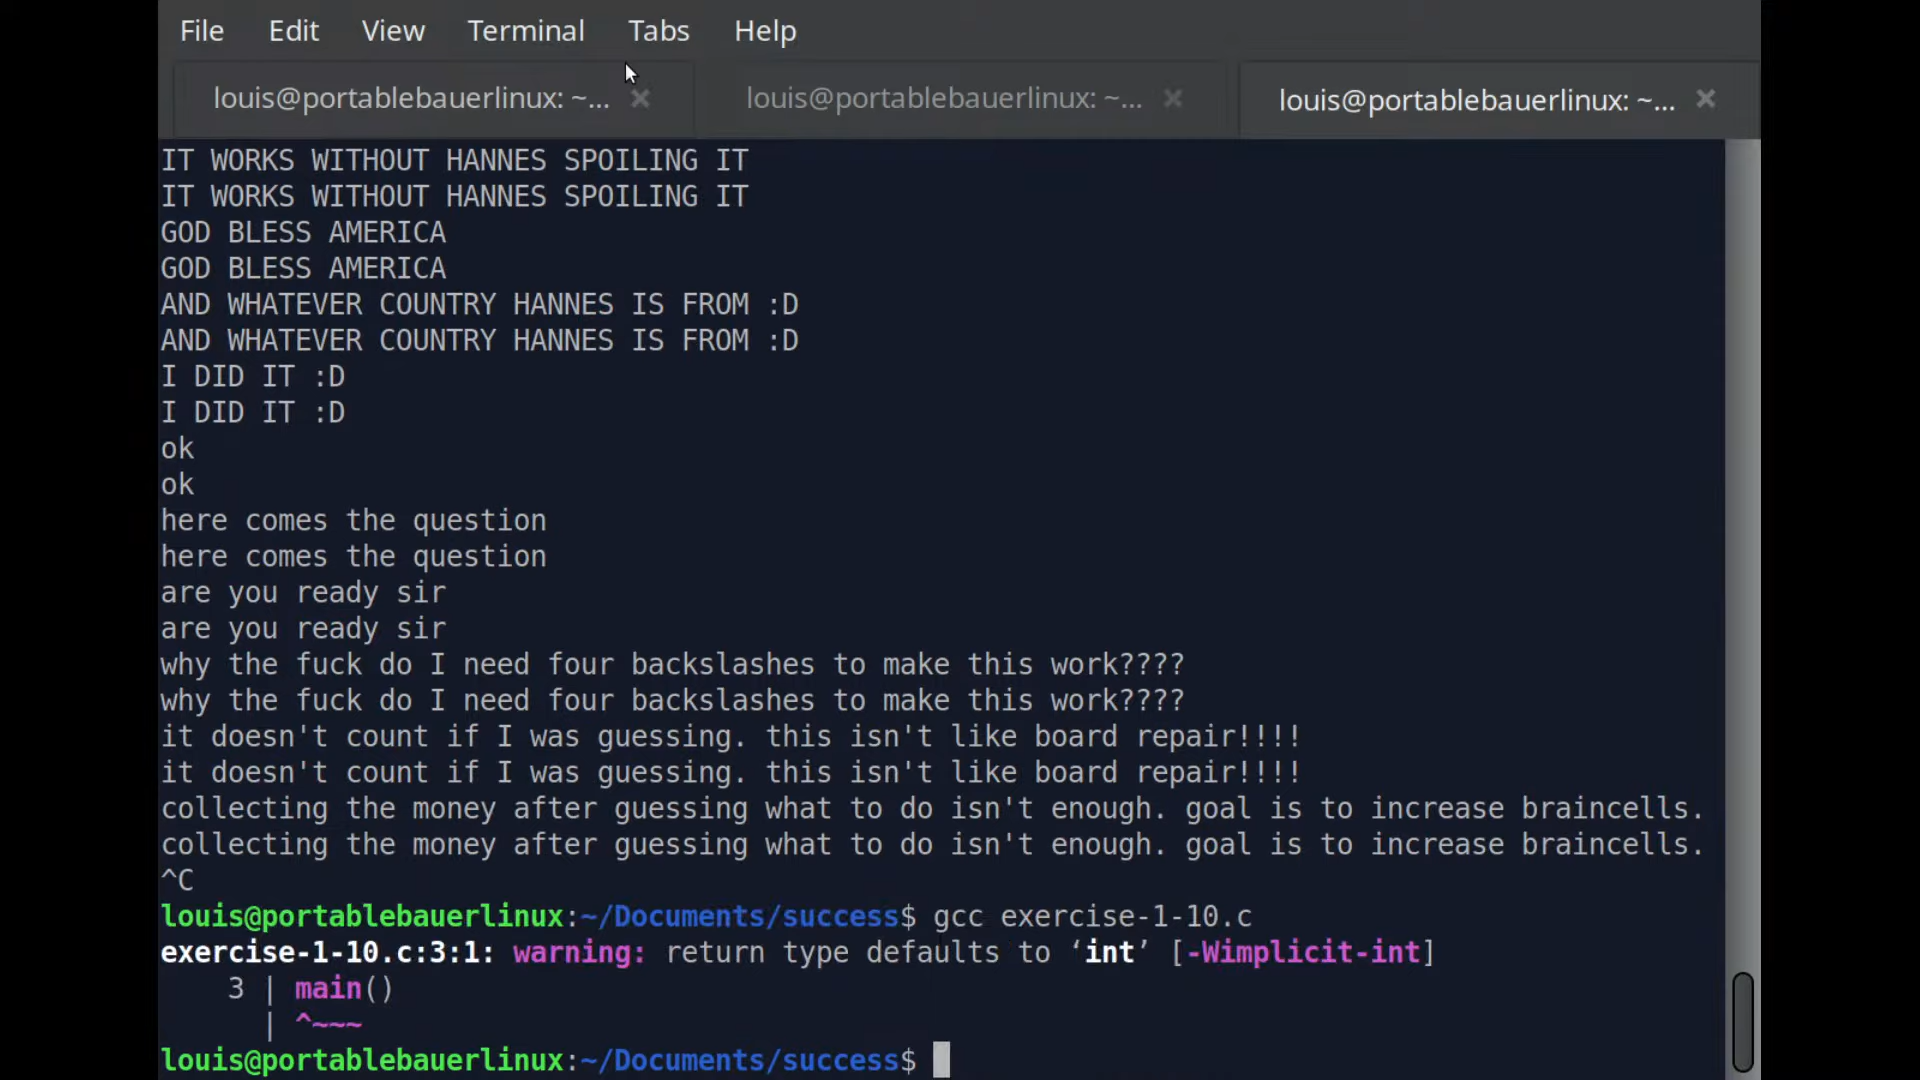 File Edit View Terminal Tabs Help
louis@portablebauerlinux: ~... louis@portablebauerlinux: ~... louis@portablebauerlinux: ~...
IT WORKS WITHOUT HANNES SPOILING IT
IT WORKS WITHOUT HANNES SPOILING IT
GOD BLESS AMERICA
GOD BLESS AMERICA
AND WHATEVER COUNTRY HANNES IS FROM :D
AND WHATEVER COUNTRY HANNES IS FROM :D
I DID IT :D
I DID IT :D
ok
ok
here comes the question
here comes the question
are you ready sir
are you ready sir
why the fuck do I need four backslashes to make this work????
why the fuck do I need four backslashes to make this work????
it doesn't count if I was guessing. this isn't like board repair!!!!
it doesn't count if I was guessing. this isn't like board repair!!!!
collecting the money after guessing what to do isn't enough. goal is to increase braincells.
collecting the money after guessing what to do isn't enough. goal is to increase braincells.
^C
louis@portablebauerlinux:~/Documents/success$ gcc exercise-1-10.c
exercise-1-10.c:3:1: warning: return type defaults to ‘int’ [-Wimplicit-int]
3 | main()
| ^~~~
louis@portablebauerlinux:~/Documents/success$